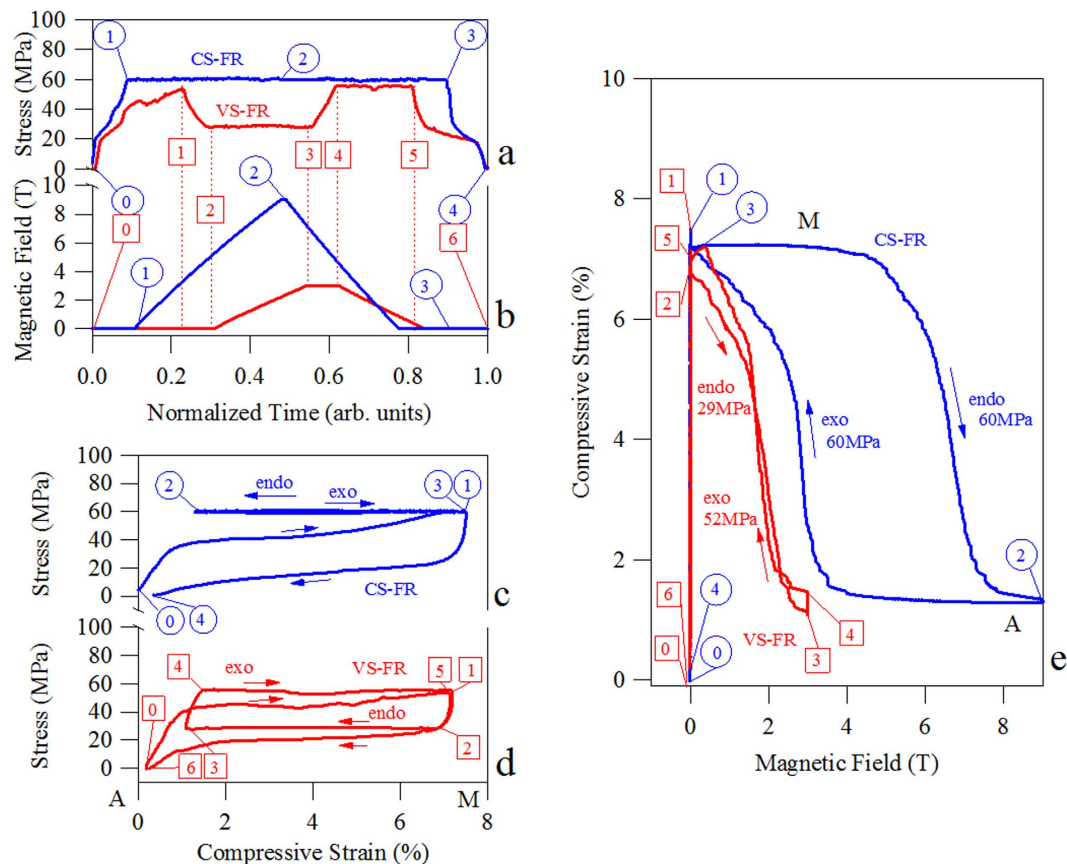 100
80
60
40
20
0
Stress (MPa)
1
CS-FR
2
3
VS-FR
a
1
3
4
5
2
0
0
4
6
10
8
6
4
2
0
Magnetic Field (T)
2
1
3
b
0.0
0.2
0.4
0.6
0.8
1.0
Normalized Time (arb. units)
100
80
60
40
20
0
Stress (MPa)
2
endo
exo
3
1
CS-FR
c
0
4
100
80
60
40
20
0
Stress (MPa)
4
exo
VS-FR
5
1
0
endo
2
6
3
d
A
M
0
2
4
6
8
Compressive Strain (%)
10
8
6
4
2
0
Compressive Strain (%)
1
1
3
M
CS-FR
5
2
endo
29MPa
exo
60MPa
endo
60MPa
exo
52MPa
2
6
4
VS-FR
4
A
0
0
3
e
0
2
4
6
8
Magnetic Field (T)